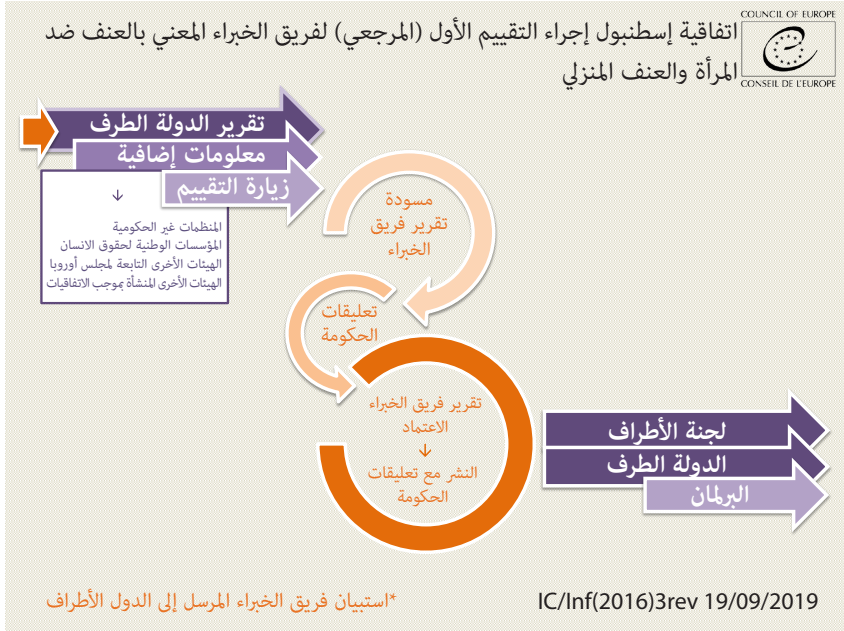 COUNCIL OF EUROPE
CONSEIL DE L'EUROPE
اتفاقية إسطنبول إجراء التقييم الأول (المرجعي) لفريق الخبراء المعني بالعنف ضد
المرأة والعنف المنزلي
تقرير الدولة الطرف
معلومات إضافية
زيارة التقييم
↓
المنظمات غير الحكومية
المؤسسات الوطنية لحقوق الانسان
الهيئات الأخرى التابعة لمجلس أوروبا
الهيئات الأخرى المنشأة بموجب الاتفاقيات
مسودة
تقرير فريق
الخبراء
تعليقات
الحكومة
تقرير فريق الخبراء
الاعتماد
↓
النشر مع تعليقات
الحكومة
لجنة الأطراف
الدولة الطرف
البرلمان
*استبيان فريق الخبراء المرسل إلى الدول الأطراف
IC/Inf(2016)3rev 19/09/2019